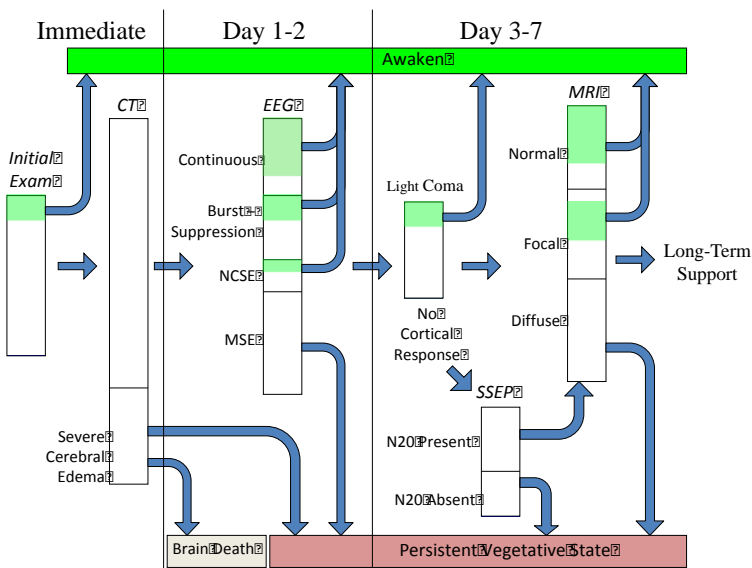 Immediate
Day 1-2
Day 3-7
Awaken
CT
EEG
MRI
Initial
Exam
Continuous
Burst –
Suppression
NCSE
MSE
Light Coma
No
Cortical
Response
Normal
Focal
Diffuse
Long-Term
Support
SSEP
N20 Present
N20 Absent
Severe
Cerebral
Edema
Brain Death
Persistent Vegetative State